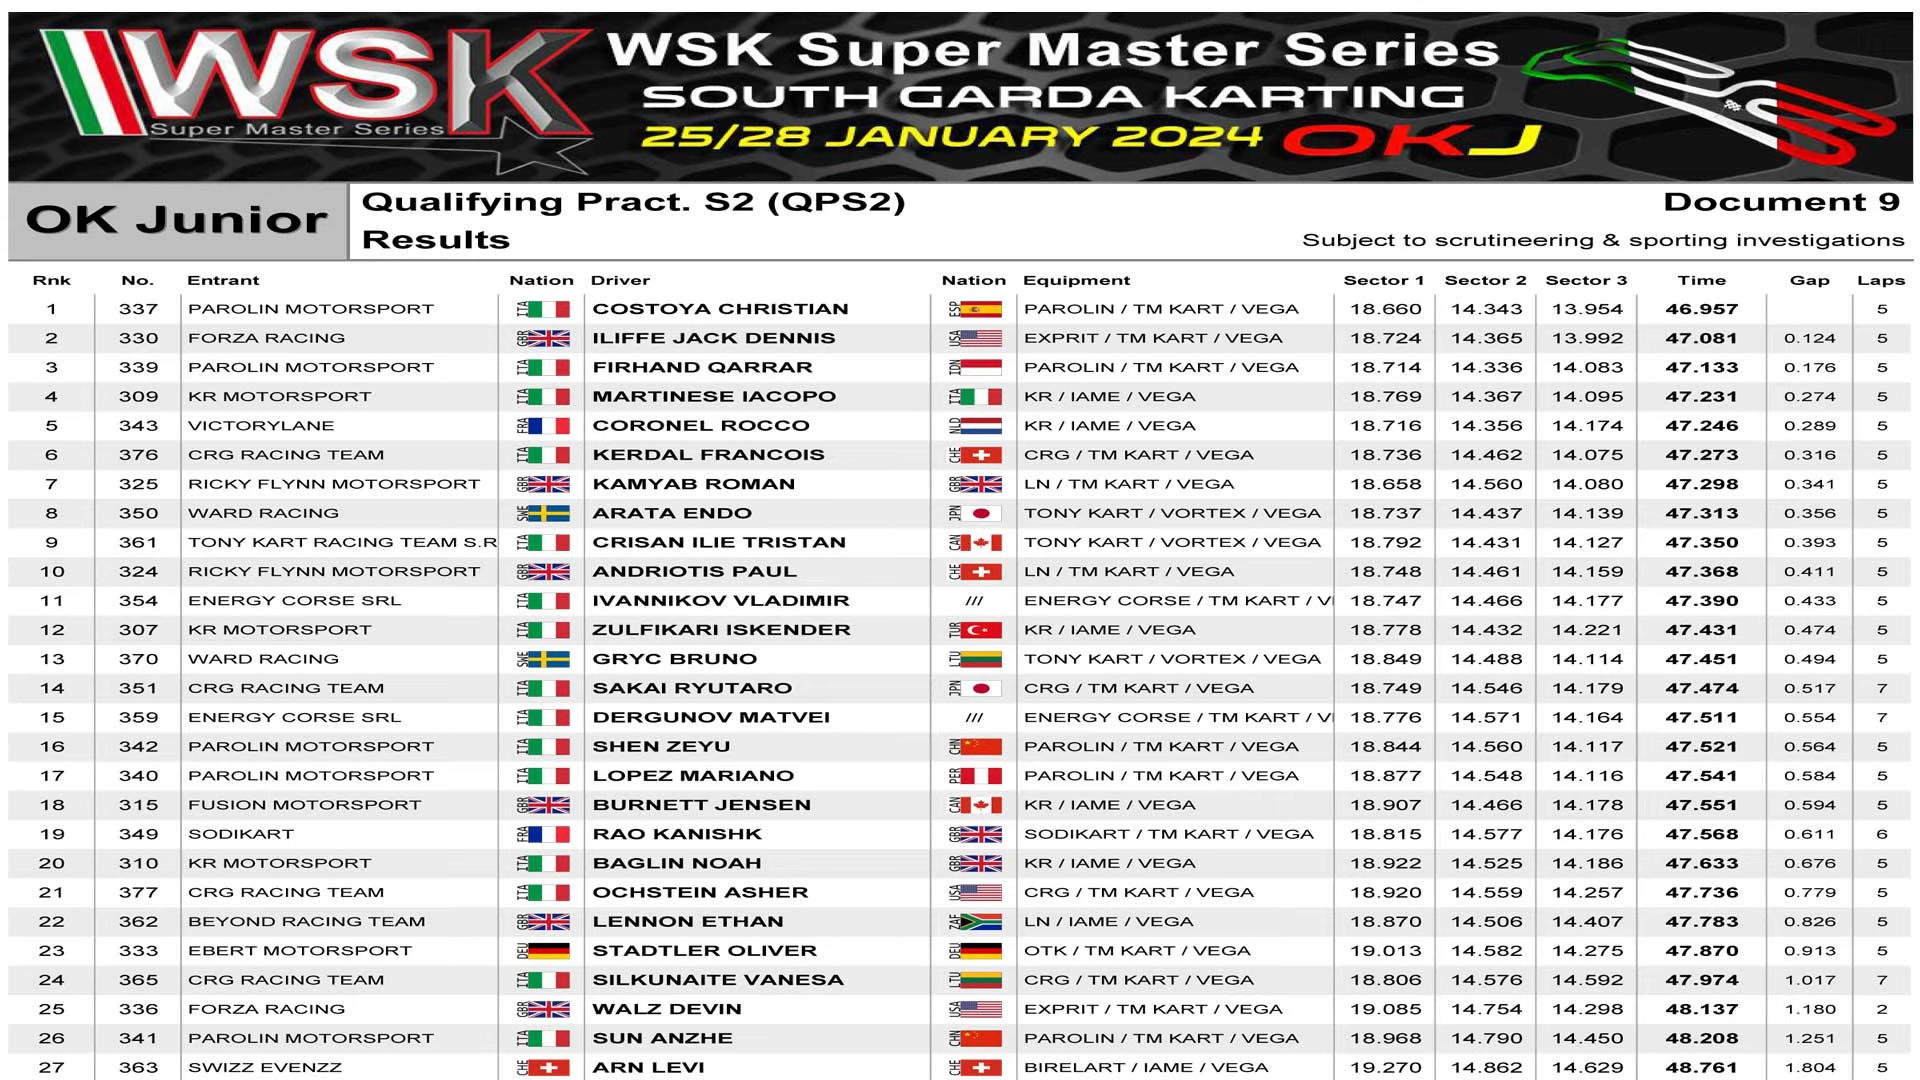 WSK
Super Master Series
WSK Super Master Series
SOUTH GARDA KARTING
25/28 JANUARY 2024 OKJ
OK Junior
Qualifying Pract. S2 (QPS2)
Results
Document 9
Subject to scrutineering & sporting investigations
Rnk No. Entrant Nation Driver Nation Equipment Sector 1 Sector 2 Sector 3 Time Gap Laps
1 337 PAROLIN MOTORSPORT ITA COSTOYA CHRISTIAN ESP PAROLIN / TM KART / VEGA 18.660 14.343 13.954 46.957 5
2 330 FORZA RACING GBR ILIFFE JACK DENNIS USA EXPRIT / TM KART / VEGA 18.724 14.365 13.992 47.081 0.124 5
3 339 PAROLIN MOTORSPORT ITA FIRHAND QARRAR IDN PAROLIN / TM KART / VEGA 18.714 14.336 14.083 47.133 0.176 5
4 309 KR MOTORSPORT ITA MARTINESE IACOPO ITA KR / IAME / VEGA 18.769 14.367 14.095 47.231 0.274 5
5 343 VICTORYLANE FRA CORONEL ROCCO NLD KR / IAME / VEGA 18.716 14.356 14.174 47.246 0.289 5
6 376 CRG RACING TEAM ITA KERDAL FRANCOIS CHE CRG / TM KART / VEGA 18.736 14.462 14.075 47.273 0.316 5
7 325 RICKY FLYNN MOTORSPORT GBR KAMYAB ROMAN GBR LN / TM KART / VEGA 18.658 14.560 14.080 47.298 0.341 5
8 350 WARD RACING SWE ARATA ENDO JPN TONY KART / VORTEX / VEGA 18.737 14.437 14.139 47.313 0.356 5
9 361 TONY KART RACING TEAM S.R ITA CRISAN ILIE TRISTAN CAN TONY KART / VORTEX / VEGA 18.792 14.431 14.127 47.350 0.393 5
10 324 RICKY FLYNN MOTORSPORT GBR ANDRIOTIS PAUL CHE LN / TM KART / VEGA 18.748 14.461 14.159 47.368 0.411 5
11 354 ENERGY CORSE SRL ITA IVANNIKOV VLADIMIR /// ENERGY CORSE / TM KART / V 18.747 14.466 14.177 47.390 0.433 5
12 307 KR MOTORSPORT ITA ZULFIKARI ISKENDER TUR KR / IAME / VEGA 18.778 14.432 14.221 47.431 0.474 5
13 370 WARD RACING SWE GRYC BRUNO LTU TONY KART / VORTEX / VEGA 18.849 14.488 14.114 47.451 0.494 5
14 351 CRG RACING TEAM ITA SAKAI RYUTARO JPN CRG / TM KART / VEGA 18.749 14.546 14.179 47.474 0.517 7
15 359 ENERGY CORSE SRL ITA DERGUNOV MATVEI /// ENERGY CORSE / TM KART / V 18.776 14.571 14.164 47.511 0.554 7
16 342 PAROLIN MOTORSPORT ITA SHEN ZEYU CHN PAROLIN / TM KART / VEGA 18.844 14.560 14.117 47.521 0.564 5
17 340 PAROLIN MOTORSPORT ITA LOPEZ MARIANO PER PAROLIN / TM KART / VEGA 18.877 14.548 14.116 47.541 0.584 5
18 315 FUSION MOTORSPORT GBR BURNETT JENSEN CAN KR / IAME / VEGA 18.907 14.466 14.178 47.551 0.594 5
19 349 SODIKART FRA RAO KANISHK GBR SODIKART / TM KART / VEGA 18.815 14.577 14.176 47.568 0.611 6
20 310 KR MOTORSPORT ITA BAGLIN NOAH GBR KR / IAME / VEGA 18.922 14.525 14.186 47.633 0.676 5
21 377 CRG RACING TEAM ITA OCHSTEIN ASHER USA CRG / TM KART / VEGA 18.920 14.559 14.257 47.736 0.779 5
22 362 BEYOND RACING TEAM GBR LENNON ETHAN ZAF LN / IAME / VEGA 18.870 14.506 14.407 47.783 0.826 5
23 333 EBERT MOTORSPORT DEU STADTLER OLIVER DEU OTK / TM KART / VEGA 19.013 14.582 14.275 47.870 0.913 5
24 365 CRG RACING TEAM ITA SILKUNAITE VANESA LTU CRG / TM KART / VEGA 18.806 14.576 14.592 47.974 1.017 7
25 336 FORZA RACING GBR WALZ DEVIN USA EXPRIT / TM KART / VEGA 19.085 14.754 14.298 48.137 1.180 2
26 341 PAROLIN MOTORSPORT ITA SUN ANZHE CHN PAROLIN / TM KART / VEGA 18.968 14.790 14.450 48.208 1.251 5
27 363 SWIZZ EVENZZ CHE ARN LEVI CHE BIRELART / IAME / VEGA 19.270 14.862 14.629 48.761 1.804 5